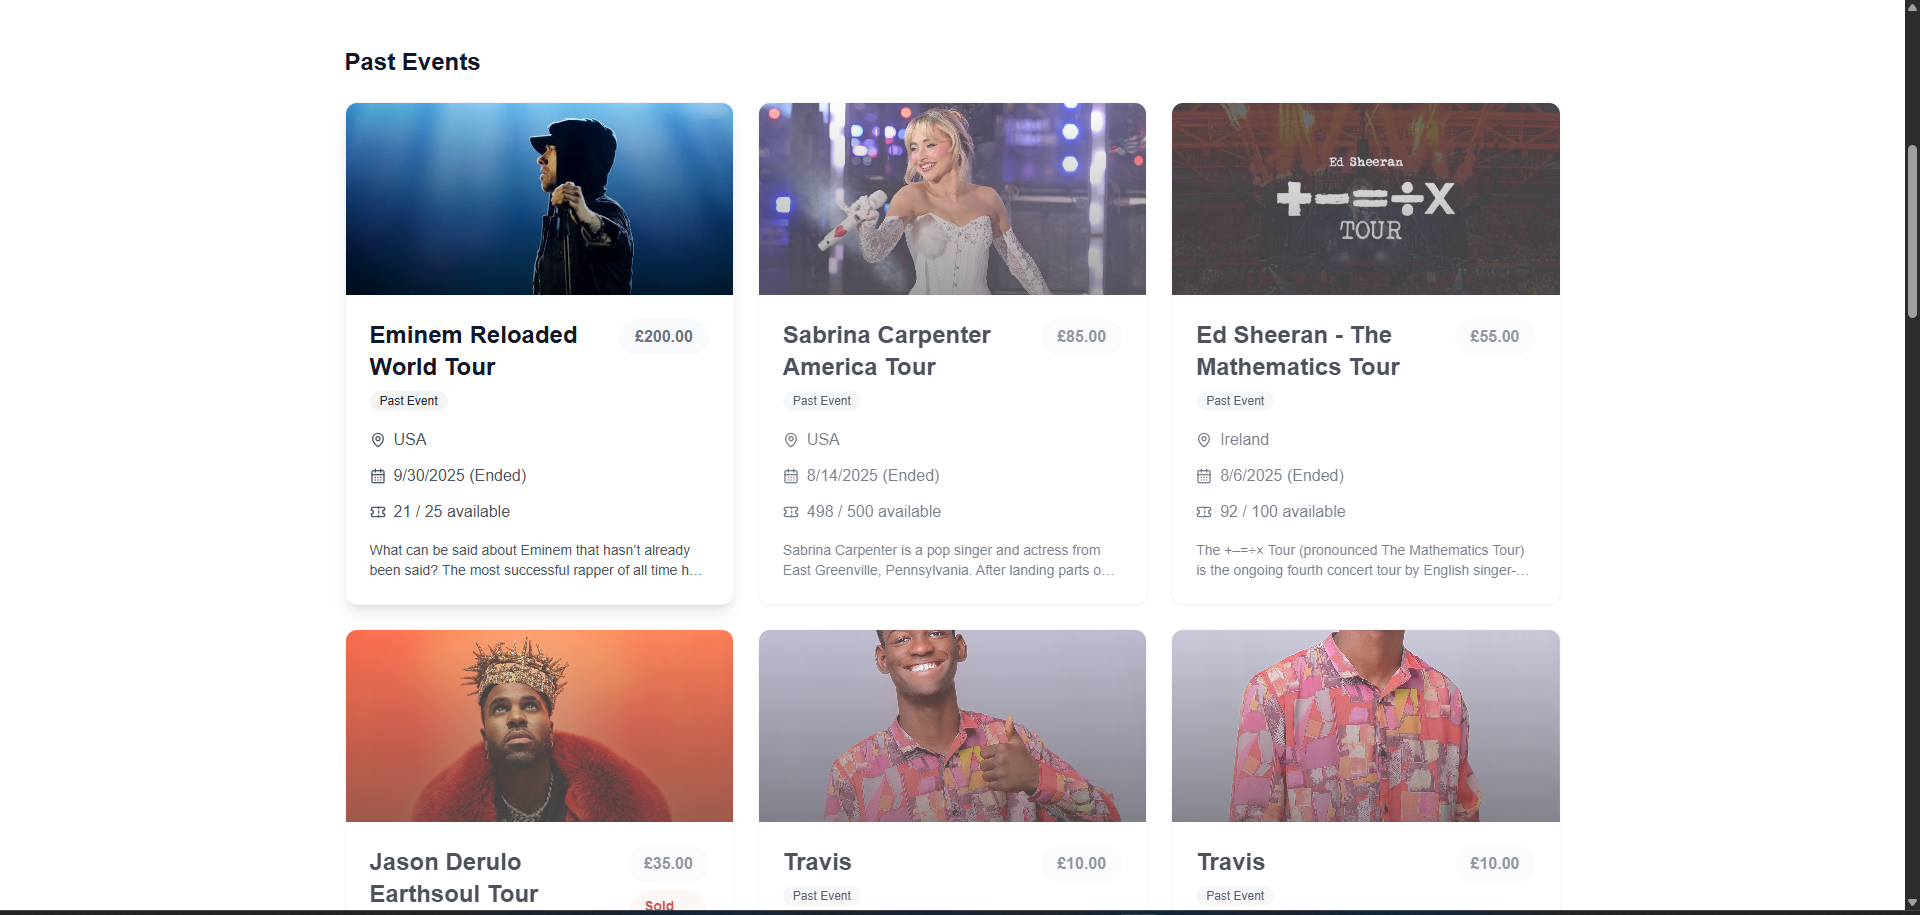 Past Events
Ed Sheeran
+-=÷x
TOUR
Eminem Reloaded
World Tour
£200.00
Past Event
USA
9/30/2025 (Ended)
21 / 25 available
What can be said about Eminem that hasn’t already
been said? The most successful rapper of all time h…
Sabrina Carpenter
America Tour
£85.00
Past Event
USA
8/14/2025 (Ended)
498 / 500 available
Sabrina Carpenter is a pop singer and actress from
East Greenville, Pennsylvania. After landing parts o…
Ed Sheeran - The
Mathematics Tour
£55.00
Past Event
Ireland
8/6/2025 (Ended)
92 / 100 available
The +–=÷× Tour (pronounced The Mathematics Tour)
is the ongoing fourth concert tour by English singer-…
Jason Derulo
Earthsoul Tour
£35.00
Sold
Travis
£10.00
Past Event
Travis
£10.00
Past Event